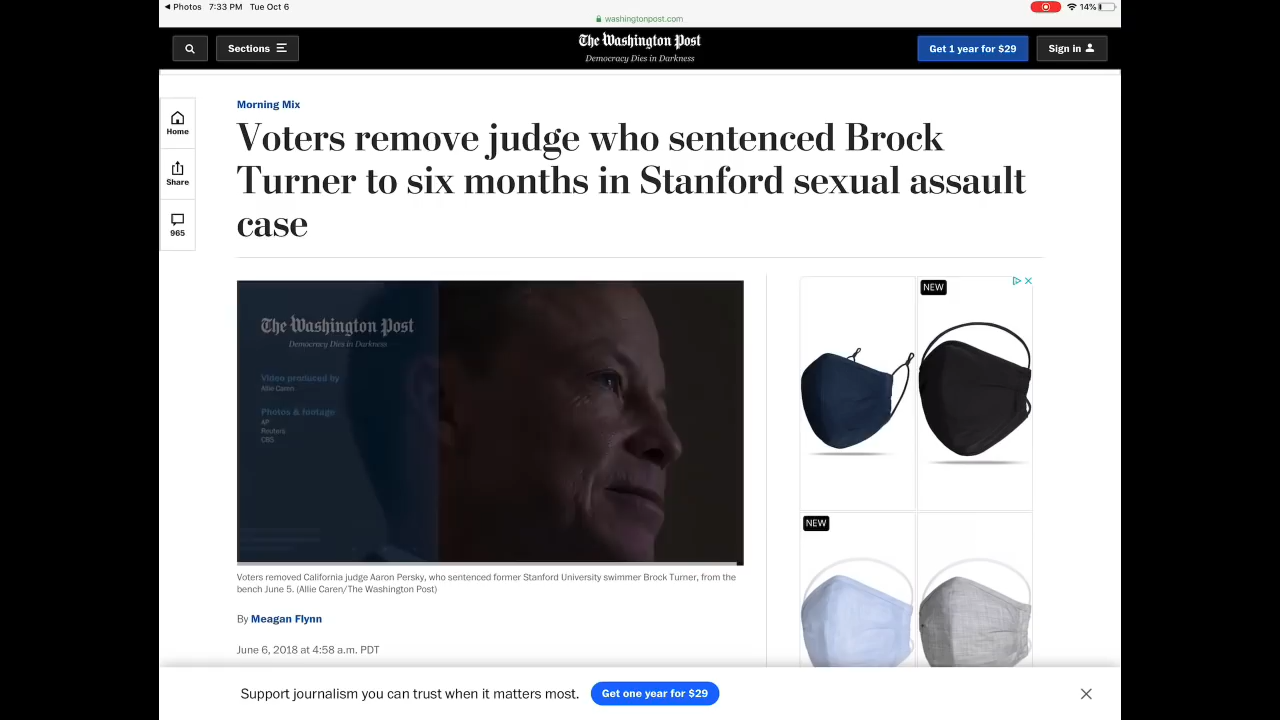 Photos 7:33 PM Tue Oct 6
14%
washingtonpost.com
Sections
The Washington Post
Democracy Dies in Darkness
Get 1 year for $29
Sign in
Home
Share
965
Morning Mix
Voters remove judge who sentenced Brock
Turner to six months in Stanford sexual assault
case
The Washington Post
Democracy Dies in Darkness
Video produced by
Allie Caren
Photos & footage
AP
Reuters
CBS
NEW
NEW
Voters removed California judge Aaron Persky, who sentenced former Stanford University swimmer Brock Turner, from the
bench June 5. (Allie Caren/The Washington Post)
By Meagan Flynn
June 6, 2018 at 4:58 a.m. PDT
Support journalism you can trust when it matters most.
Get one year for $29